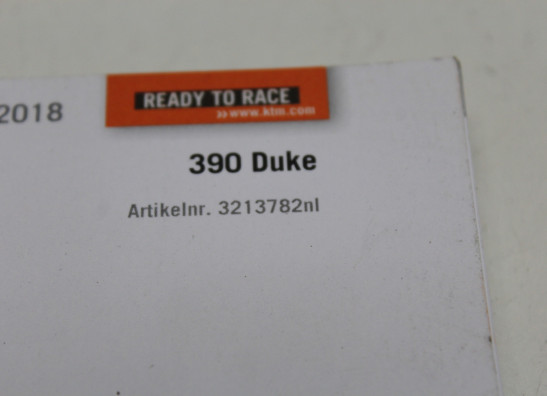 2018
READY TO RACE
»www.ktm.com
390 Duke
Artikelnr. 3213782nl